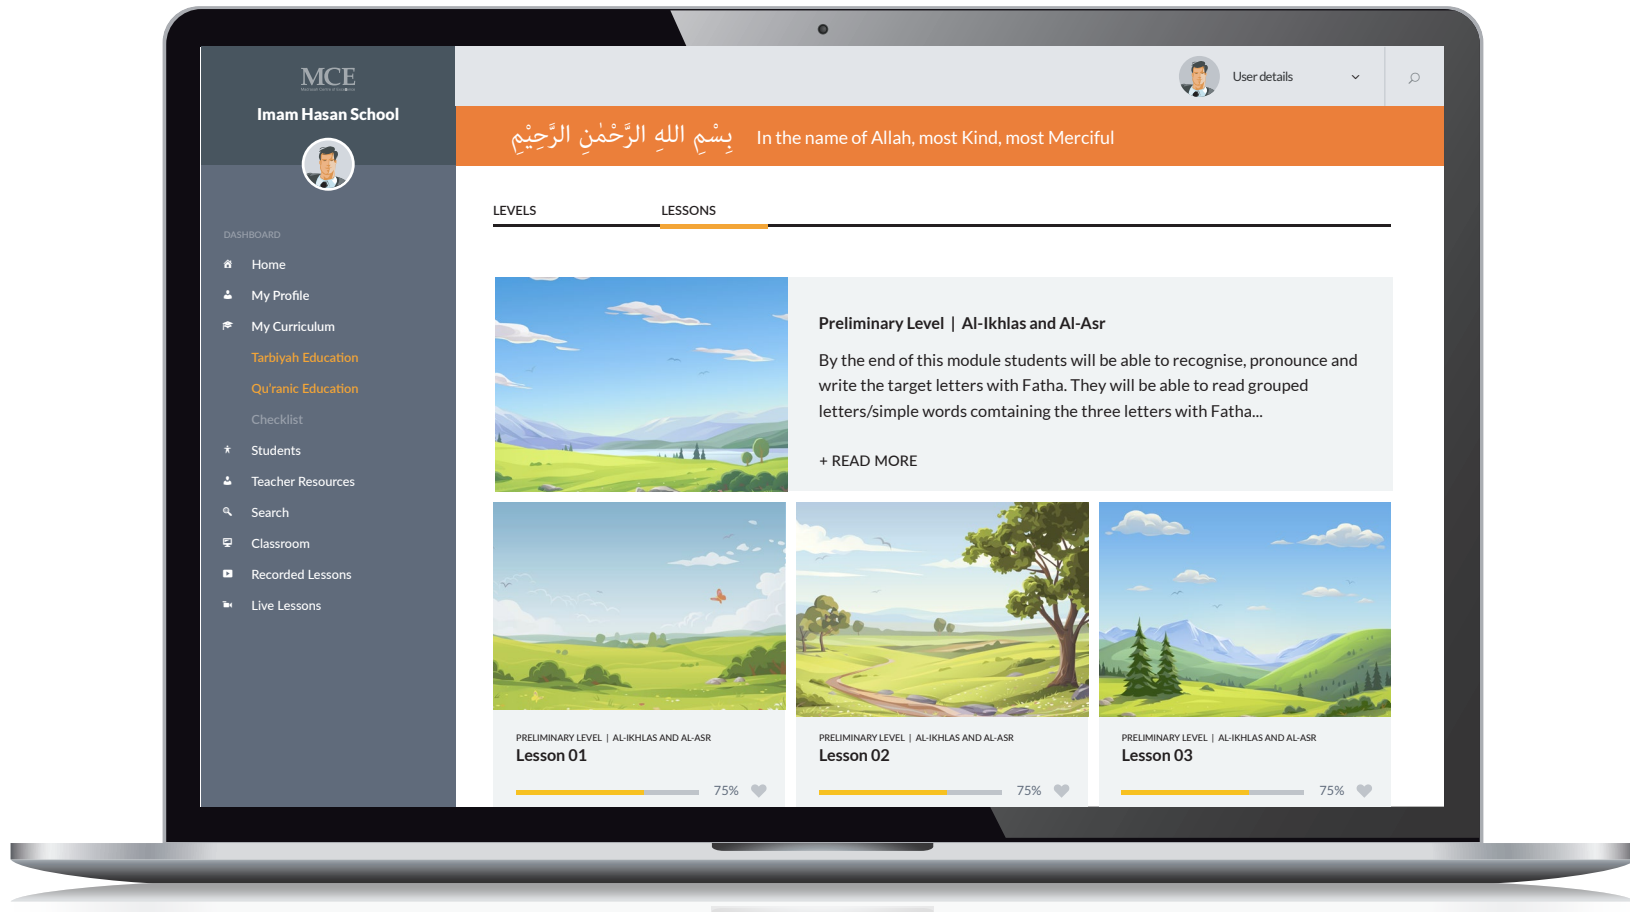 MCE
Imam Hasan School
DASHBOARD
Home
My Profile
My Curriculum
Tarbiyah Education
Qu'ranic Education
Checklist
Students
Teacher Resources
Search
Classroom
Recorded Lessons
Live Lessons
User details
بِسْمِ اللهِ الرَّحْمٰنِ الرَّحِيْمِ In the name of Allah, most Kind, most Merciful
LEVELS LESSONS
Preliminary Level | Al-Ikhlas and Al-Asr
By the end of this module students will be able to recognise, pronounce and
write the target letters with Fatha. They will be able to read grouped
letters/simple words comtaining the three letters with Fatha...
+ READ MORE
PRELIMINARY LEVEL | AL-IKHLAS AND AL-ASR
Lesson 01
75%
PRELIMINARY LEVEL | AL-IKHLAS AND AL-ASR
Lesson 02
75%
PRELIMINARY LEVEL | AL-IKHLAS AND AL-ASR
Lesson 03
75%